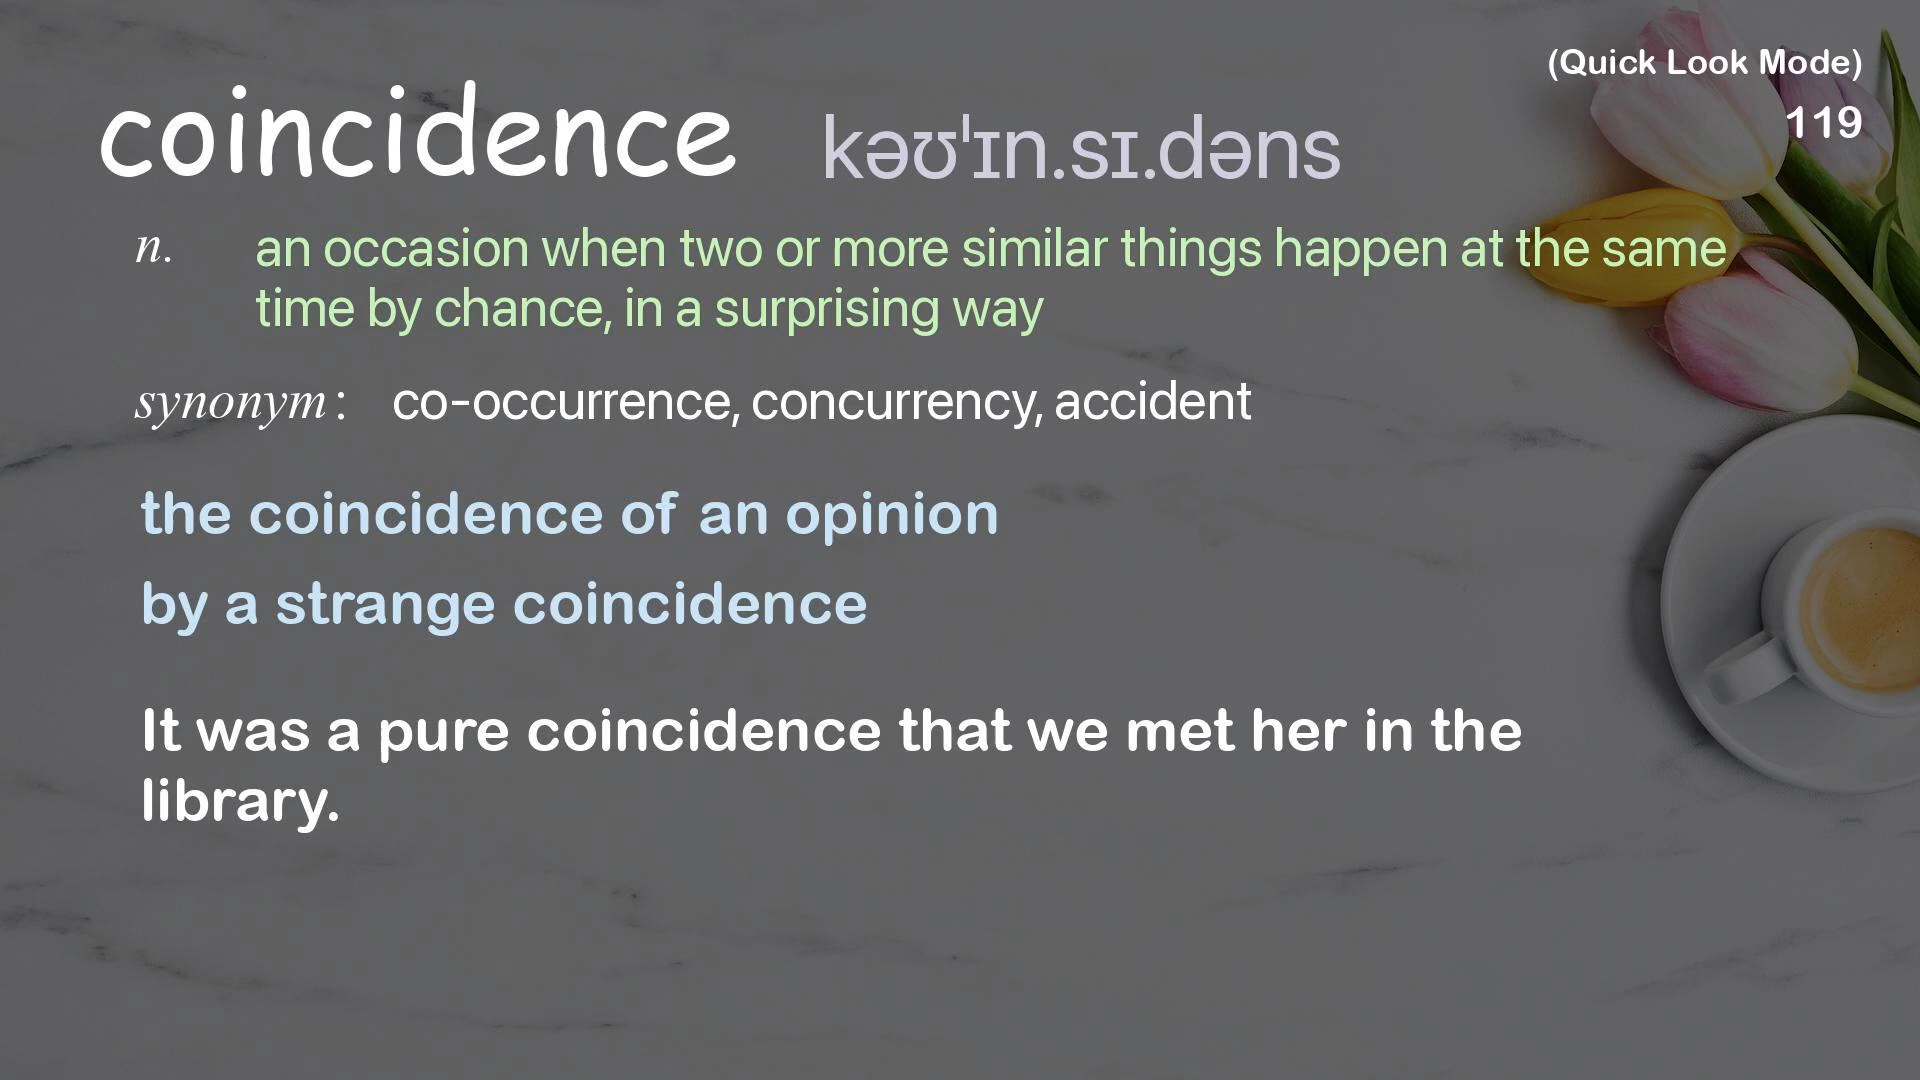 (Quick Look Mode)
119
coincidence kəʊˈɪn.sɪ.dəns
n. an occasion when two or more similar things happen at the same
time by chance, in a surprising way
synonym : co-occurrence, concurrency, accident
the coincidence of an opinion
by a strange coincidence
It was a pure coincidence that we met her in the
library.